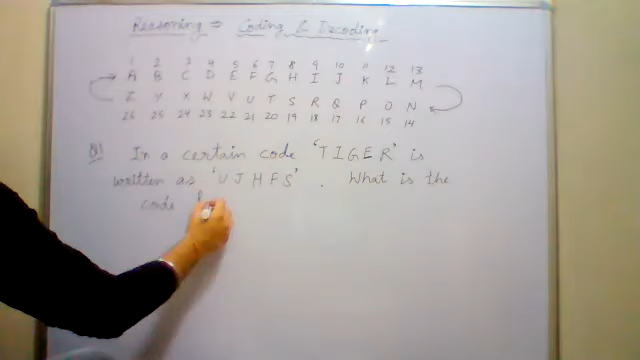 Reasoning ⇒ Coding & Decoding
1 2 3 4 5 6 7 8 9 10 11 12 13
A B C D E F G H I J K L M
Z Y X W V U T S R Q P O N
26 25 24 23 22 21 20 19 18 17 16 15 14
Q1 In a certain code 'TIGER' is
written as 'UJHFS'. What is the
code